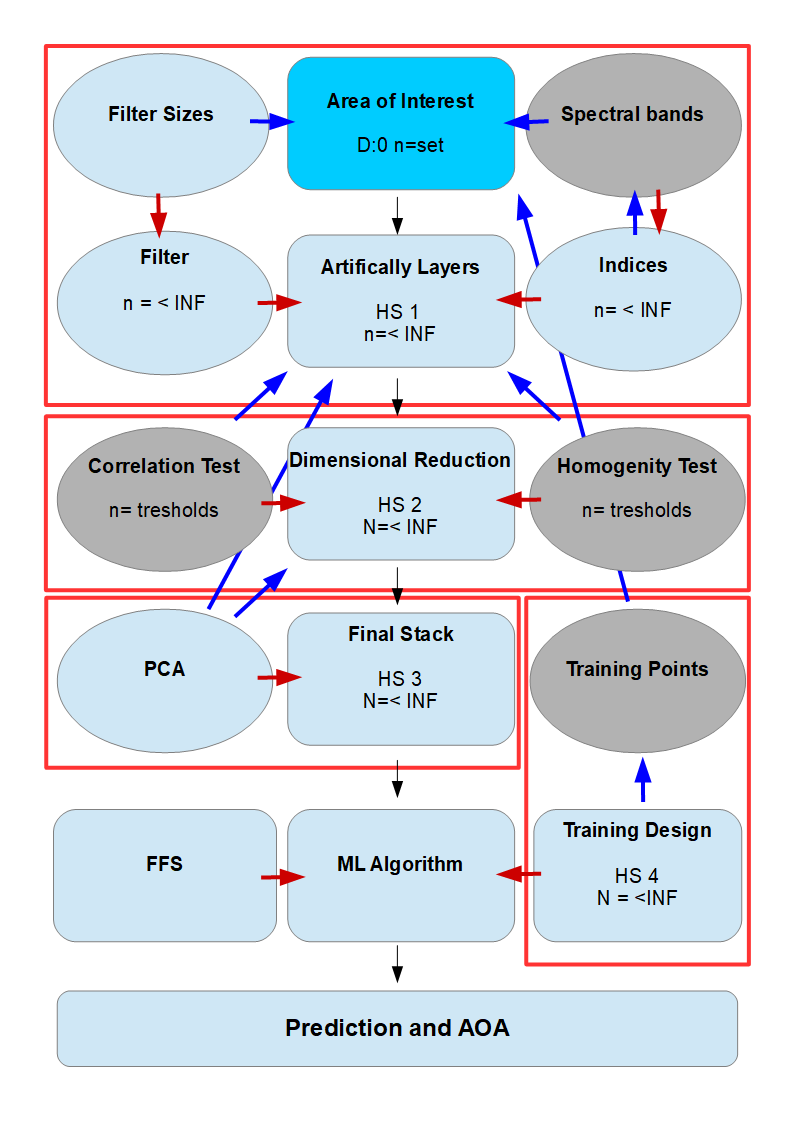 Filter Sizes
Area of Interest
D:0 n=set
Spectral bands
Filter
n = < INF
Artifically Layers
HS 1
n=< INF
Indices
n= < INF
Correlation Test
n= tresholds
Dimensional Reduction
HS 2
N=< INF
Homogenity Test
n= tresholds
PCA
Final Stack
HS 3
N=< INF
Training Points
FFS
ML Algorithm
Training Design
HS 4
N = <INF
Prediction and AOA